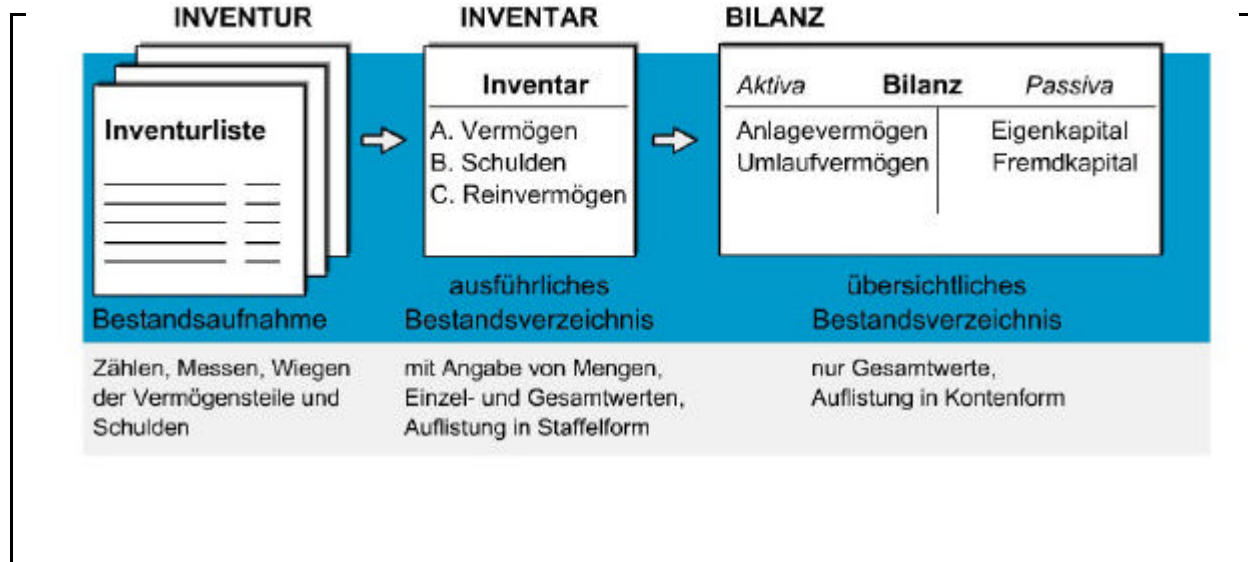 INVENTUR
INVENTAR
BILANZ
Inventurliste
Inventar
A. Vermögen
B. Schulden
C. Reinvermögen
Aktiva Bilanz Passiva
Anlagevermögen Eigenkapital
Umlaufvermögen Fremdkapital
Bestandsaufnahme
ausführliches
Bestandsverzeichnis
übersichtliches
Bestandsverzeichnis
Zählen, Messen, Wiegen
der Vermögensteile und
Schulden
mit Angabe von Mengen,
Einzel- und Gesamtwerten,
Auflistung in Staffelform
nur Gesamtwerte,
Auflistung in Kontenform